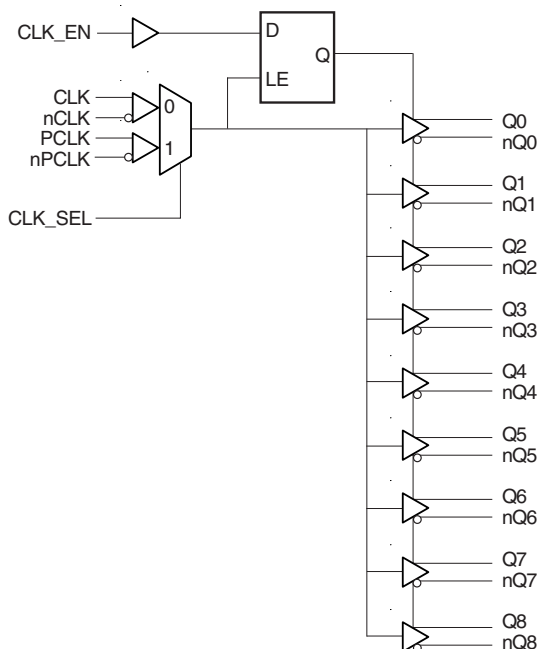 CLK_EN
D
Q
LE
CLK
nCLK
PCLK
nPCLK
0
1
CLK_SEL
Q0
nQ0
Q1
nQ1
Q2
nQ2
Q3
nQ3
Q4
nQ4
Q5
nQ5
Q6
nQ6
Q7
nQ7
Q8
nQ8